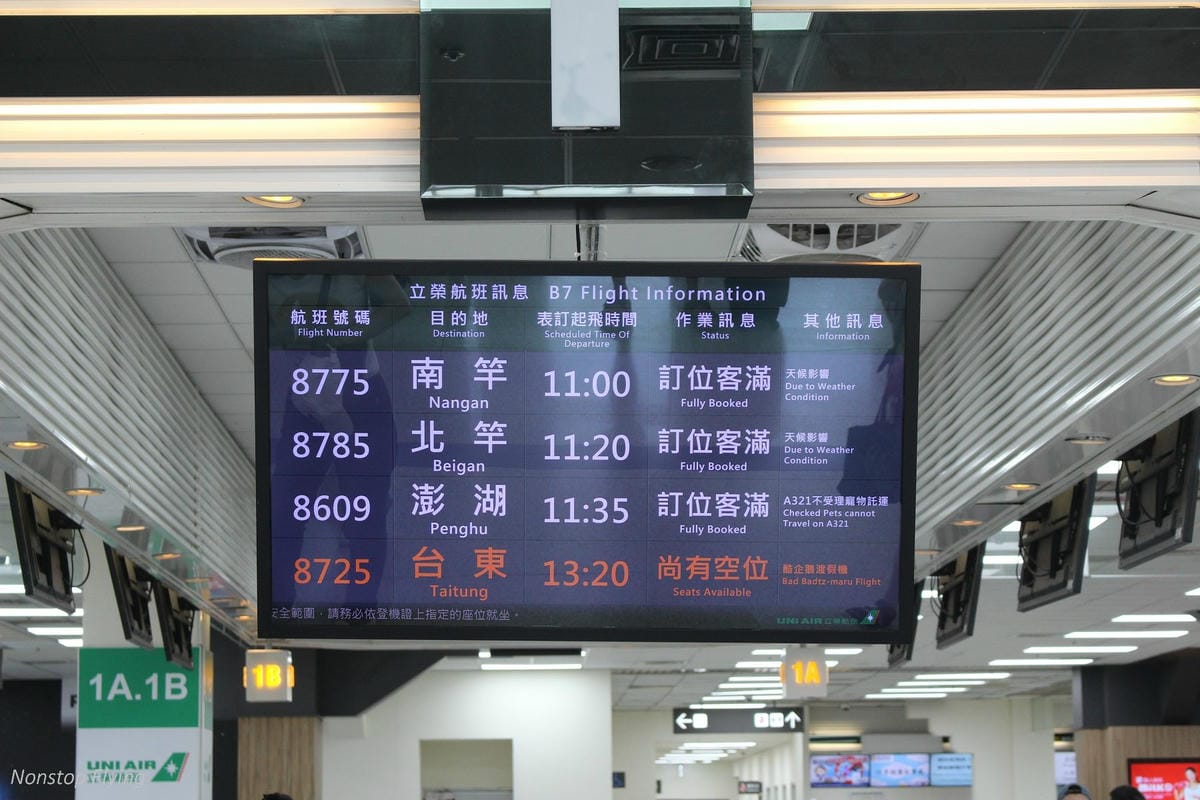 立榮航班訊息 B7 Flight Information
航班號碼 目的地 表訂起飛時間 作業訊息 其他訊息
Flight Number Destination Scheduled Time Of Departure Status Information
8775 南竿 11:00 訂位客滿 天候影響
Nangan Fully Booked Due to Weather Condition
8785 北竿 11:20 訂位客滿 天候影響
Beigan Fully Booked Due to Weather Condition
8609 澎湖 11:35 訂位客滿 A321不受理寵物託運
Penghu Fully Booked Checked Pets cannot Travel on A321
8725 台東 13:20 尚有空位 酷企鵝渡假機
Taitung Seats Available Bad Badtz-maru Flight
全範圍，請務必依登機證上指定的座位就坐。
UNI AIR 立榮航空
1A.1B
1B
1A
UNI AIR
Nonstop Flying